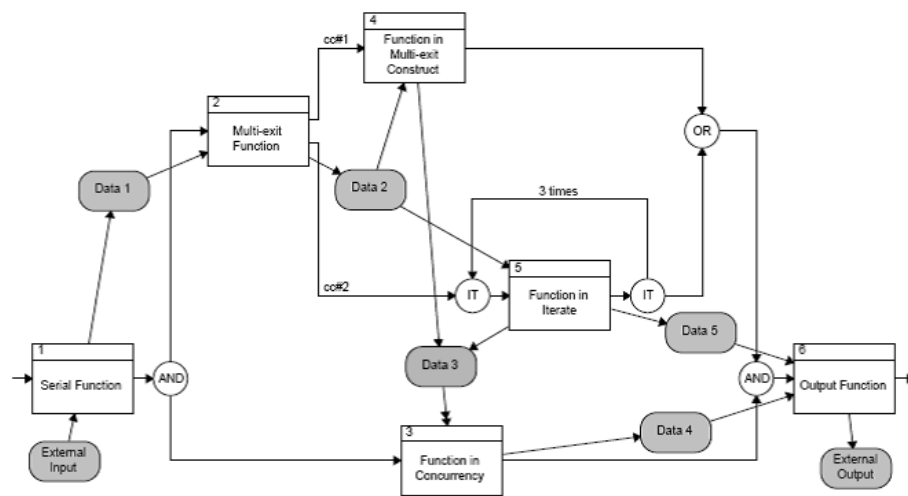 4
Function in
Multi-exit
Construct
cc#1
2
Multi-exit
Function
OR
Data 1
Data 2
3 times
5
Function in
Iterate
cc#2
IT
IT
Data 5
1
Serial Function
AND
Data 3
AND
6
Output Function
External
Input
3
Function in
Concurrency
Data 4
External
Output